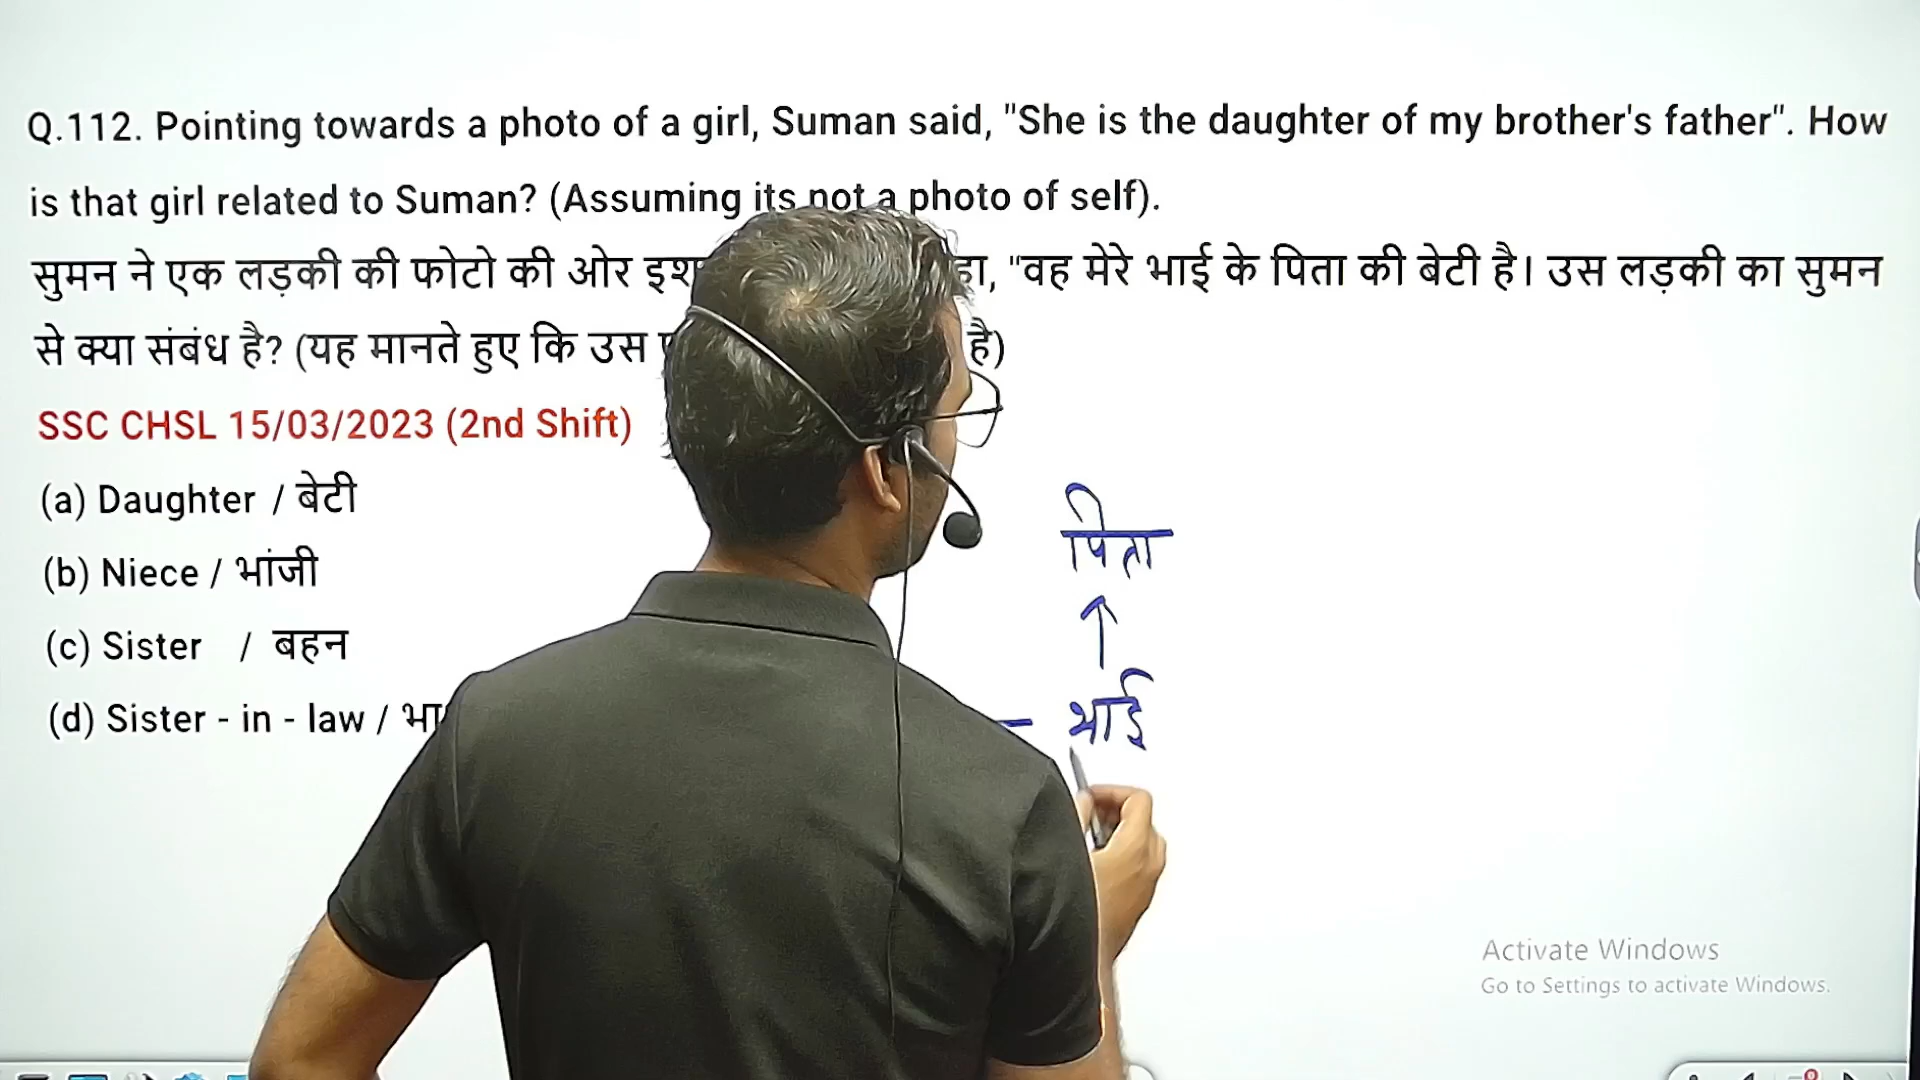 Q.112. Pointing towards a photo of a girl, Suman said, "She is the daughter of my brother's father". How
is that girl related to Suman? (Assuming its not a photo of self).
सुमन ने एक लड़की की फोटो की ओर "वह मेरे भाई के पिता की बेटी है। उस लड़की का सुमन
से क्या संबंध है? (यह मानते हुए कि उस है)
SSC CHSL 15/03/2023 (2nd Shift)
(a) Daughter / बेटी
(b) Niece / भांजी
(c) Sister / बहन
(d) Sister - in - law /
पिता
भाई
Activate Windows
Go to Settings to activate Windows.